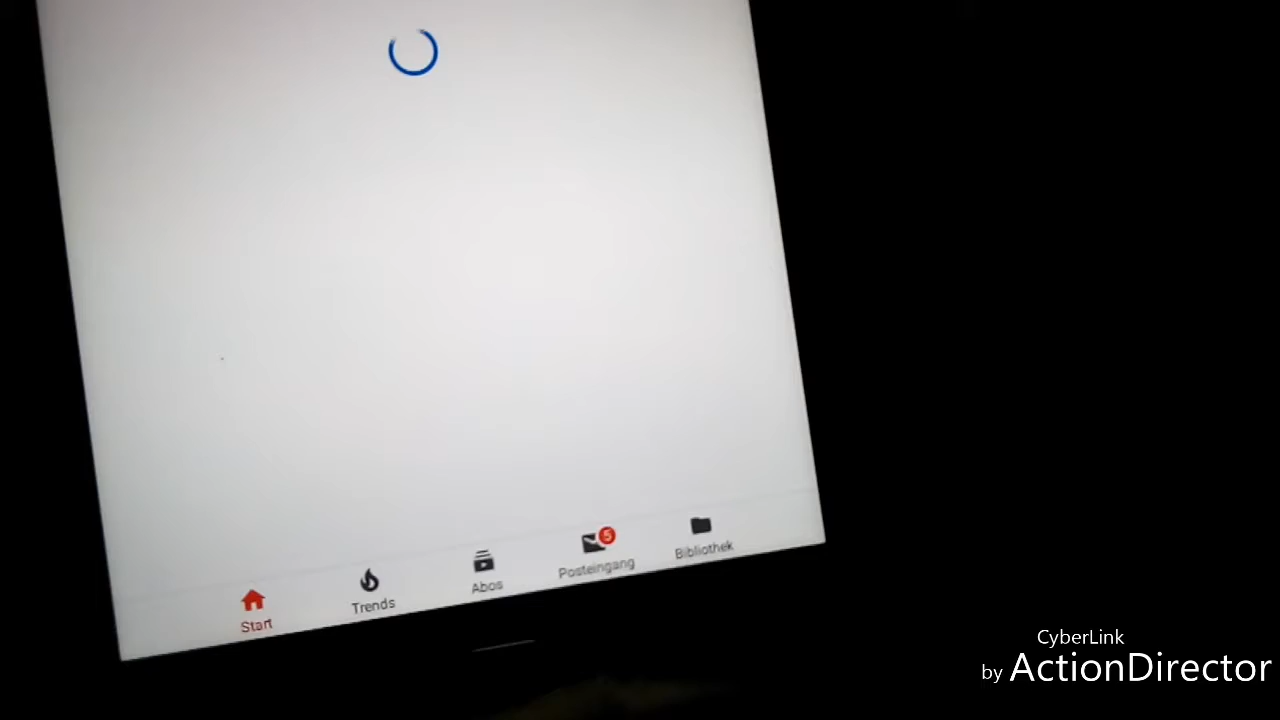 5
Start
Trends
Abos
Posteingang
Bibliothek
CyberLink
by ActionDirector